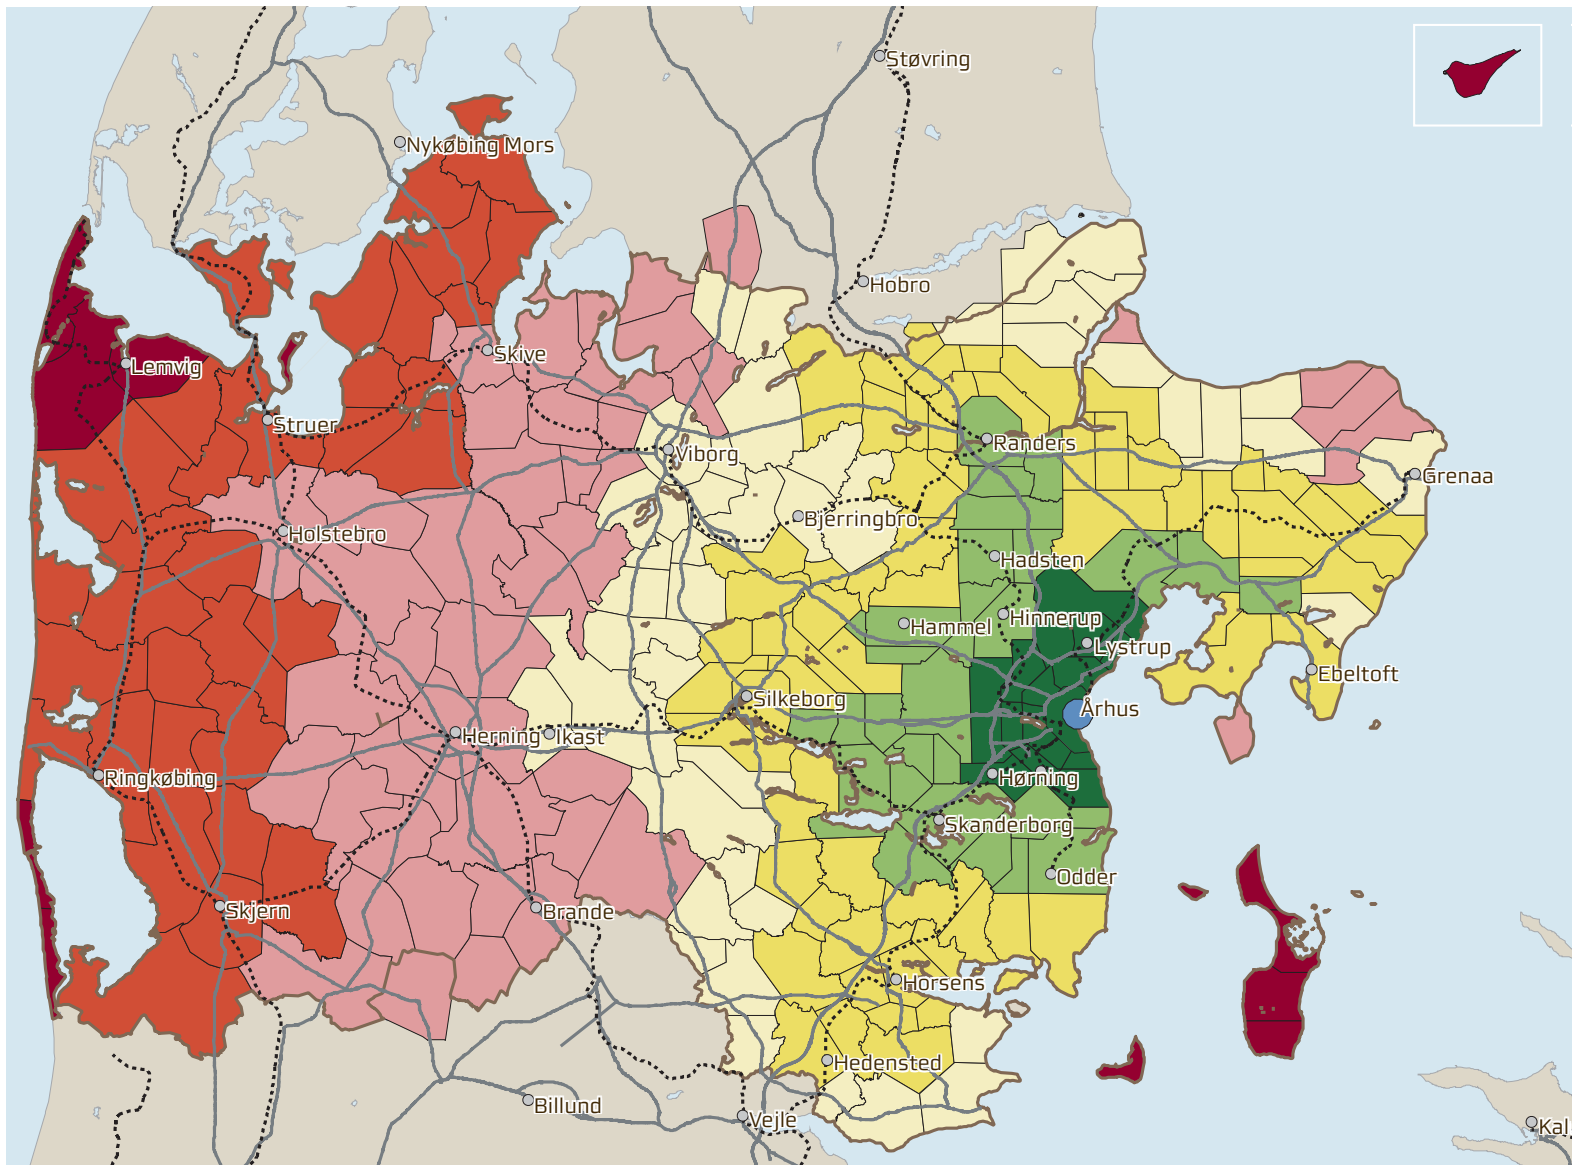 Støvring
Nykøbing Mors
Hobro
Skive
Lemvig
Struer
Randers
Viborg
Grenaa
Bjerringbro
Holstebro
Hadsten
Hinnerup
Hammel
Lystrup
Ebeltoft
Silkeborg
Århus
Herning
Ikast
Ringkøbing
Hørning
Skanderborg
Odder
Skjern
Brande
Horsens
Hedensted
Billund
Vejle
Kal